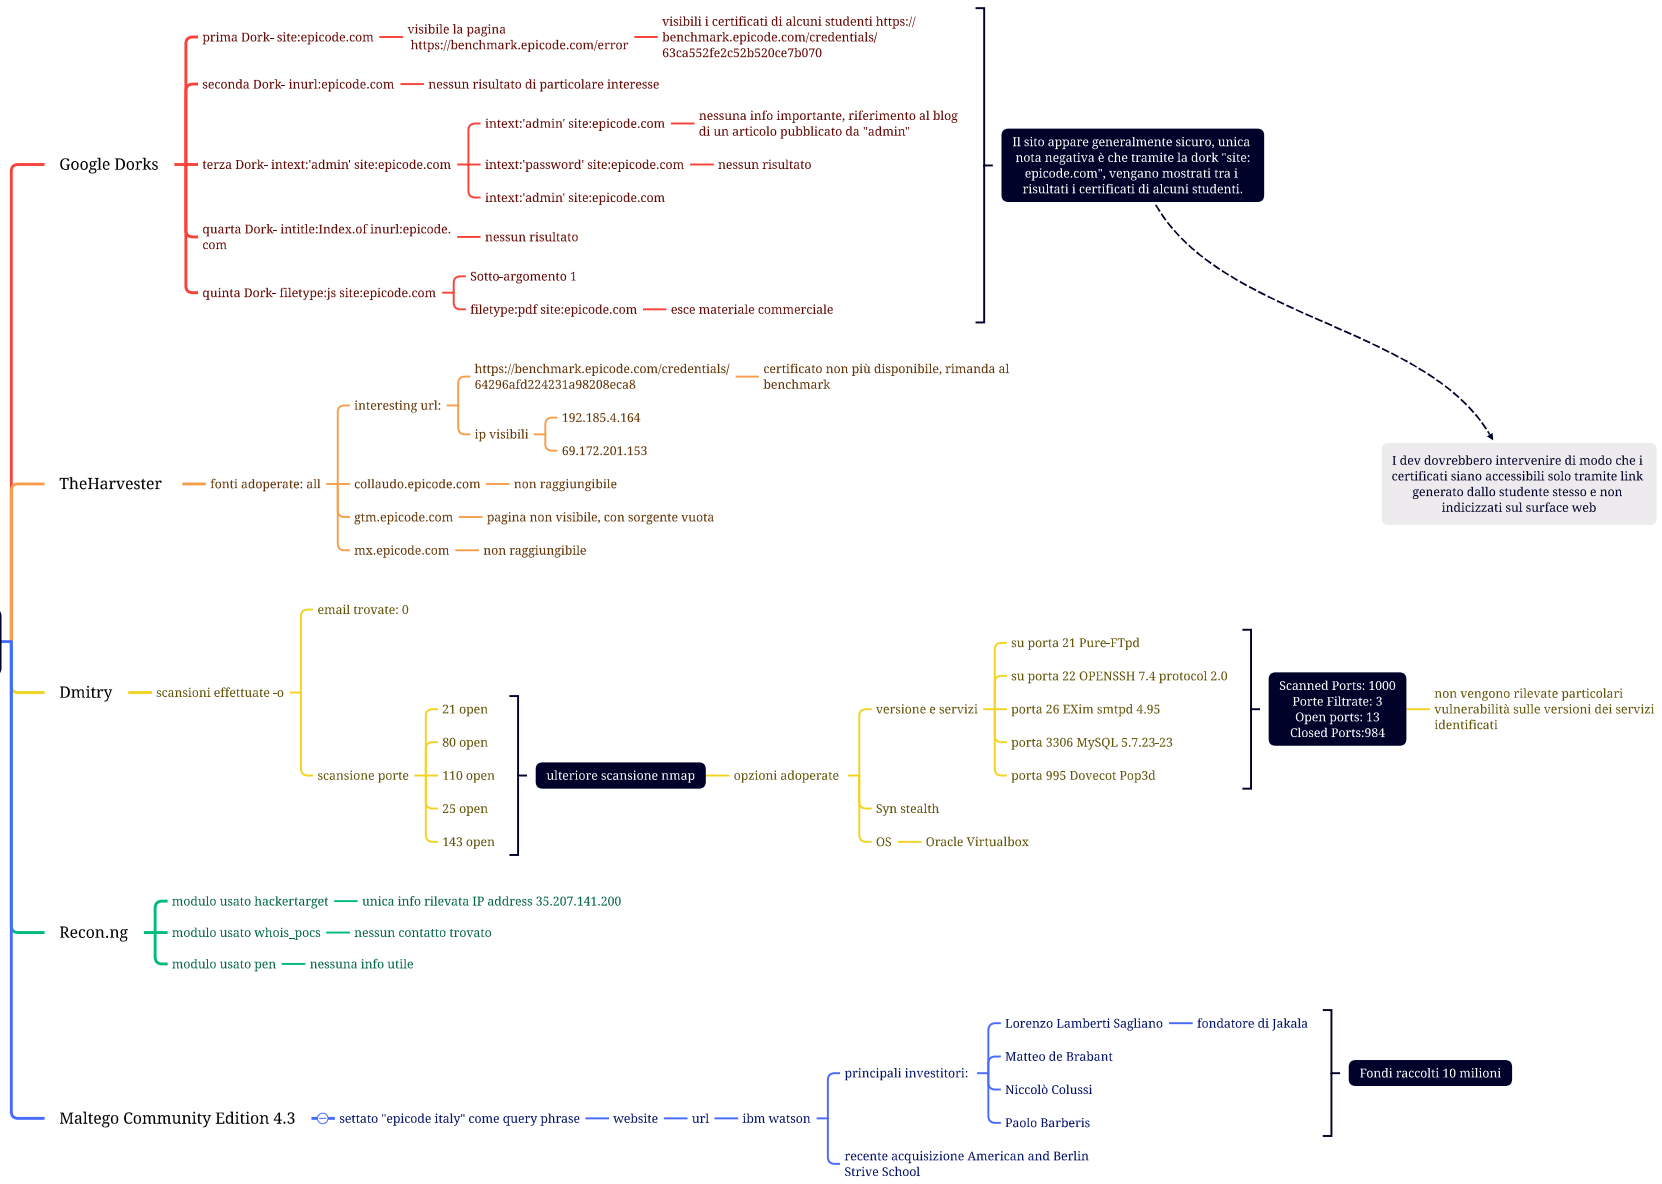 Google Dorks
prima Dork- site:epicode.com
visibile la pagina
https://benchmark.epicode.com/error
visibili i certificati di alcuni studenti https://
benchmark.epicode.com/credentials/
63ca552fe2c52b520ce7b070
seconda Dork- inurl:epicode.com
nessun risultato di particolare interesse
terza Dork- intext:'admin' site:epicode.com
intext:'admin' site:epicode.com
nessuna info importante, riferimento al blog
di un articolo pubblicato da "admin"
intext:'password' site:epicode.com
nessun risultato
intext:'admin' site:epicode.com
quarta Dork- intitle:Index.of inurl:epicode.
com
nessun risultato
quinta Dork- filetype:js site:epicode.com
Sotto-argomento 1
filetype:pdf site:epicode.com
esce materiale commerciale
Il sito appare generalmente sicuro, unica
nota negativa è che tramite la dork "site:
epicode.com", vengano mostrati tra i
risultati i certificati di alcuni studenti.
I dev dovrebbero intervenire di modo che i
certificati siano accessibili solo tramite link
generato dallo studente stesso e non
indicizzati sul surface web
TheHarvester
fonti adoperate: all
interesting url:
https://benchmark.epicode.com/credentials/
64296afd224231a98208eca8
certificato non più disponibile, rimanda al
benchmark
ip visibili
192.185.4.164
69.172.201.153
collaudo.epicode.com
non raggiungibile
gtm.epicode.com
pagina non visibile, con sorgente vuota
mx.epicode.com
non raggiungibile
Dmitry
scansioni effettuate -o
email trovate: 0
scansione porte
21 open
80 open
110 open
25 open
143 open
ulteriore scansione nmap
opzioni adoperate
versione e servizi
su porta 21 Pure-FTpd
su porta 22 OPENSSH 7.4 protocol 2.0
porta 26 EXim smtpd 4.95
porta 3306 MySQL 5.7.23-23
porta 995 Dovecot Pop3d
Syn stealth
OS
Oracle Virtualbox
Scanned Ports: 1000
Porte Filtrate: 3
Open ports: 13
Closed Ports:984
non vengono rilevate particolari
vulnerabilità sulle versioni dei servizi
identificati
Recon.ng
modulo usato hackertarget
unica info rilevata IP address 35.207.141.200
modulo usato whois_pocs
nessun contatto trovato
modulo usato pen
nessuna info utile
Maltego Community Edition 4.3
settato "epicode italy" come query phrase
website
url
ibm watson
principali investitori:
Lorenzo Lamberti Sagliano
fondatore di Jakala
Matteo de Brabant
Niccolò Colussi
Paolo Barberis
Fondi raccolti 10 milioni
recente acquisizione American and Berlin
Strive School